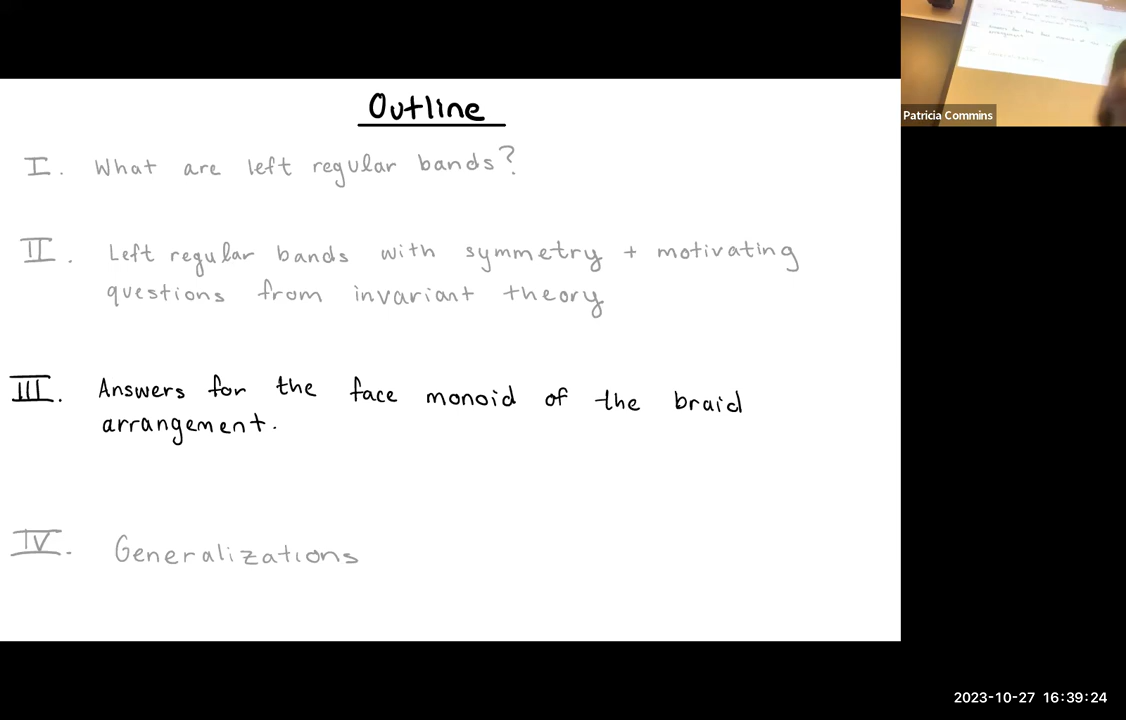 Outline
I. What are left regular bands?
II. Left regular bands with symmetry + motivating
questions from invariant theory
III. Answers for the face monoid of the braid
arrangement.
IV. Generalizations
Patricia Commins
2023-10-27 16:39:24